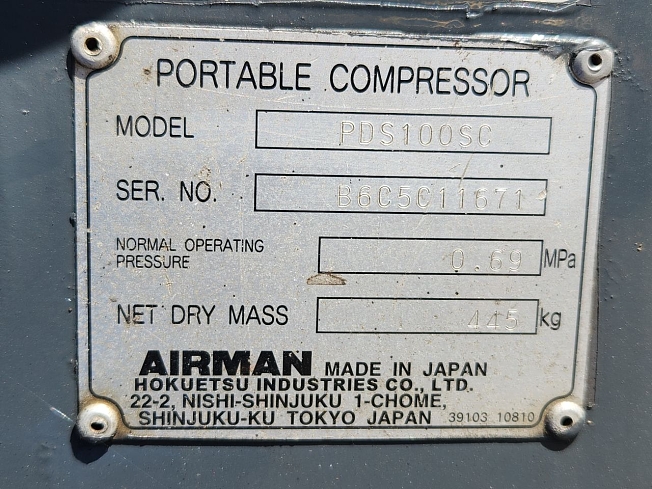 PORTABLE COMPRESSOR
MODEL PDS100SC
SER. NO. B6C5C11671
NORMAL OPERATING
PRESSURE 0.69 MPa
NET DRY MASS 445 kg
AIRMAN MADE IN JAPAN
HOKUETSU INDUSTRIES CO., LTD.
22-2, NISHI-SHINJUKU 1-CHOME,
SHINJUKU-KU TOKYO JAPAN 39103 10810